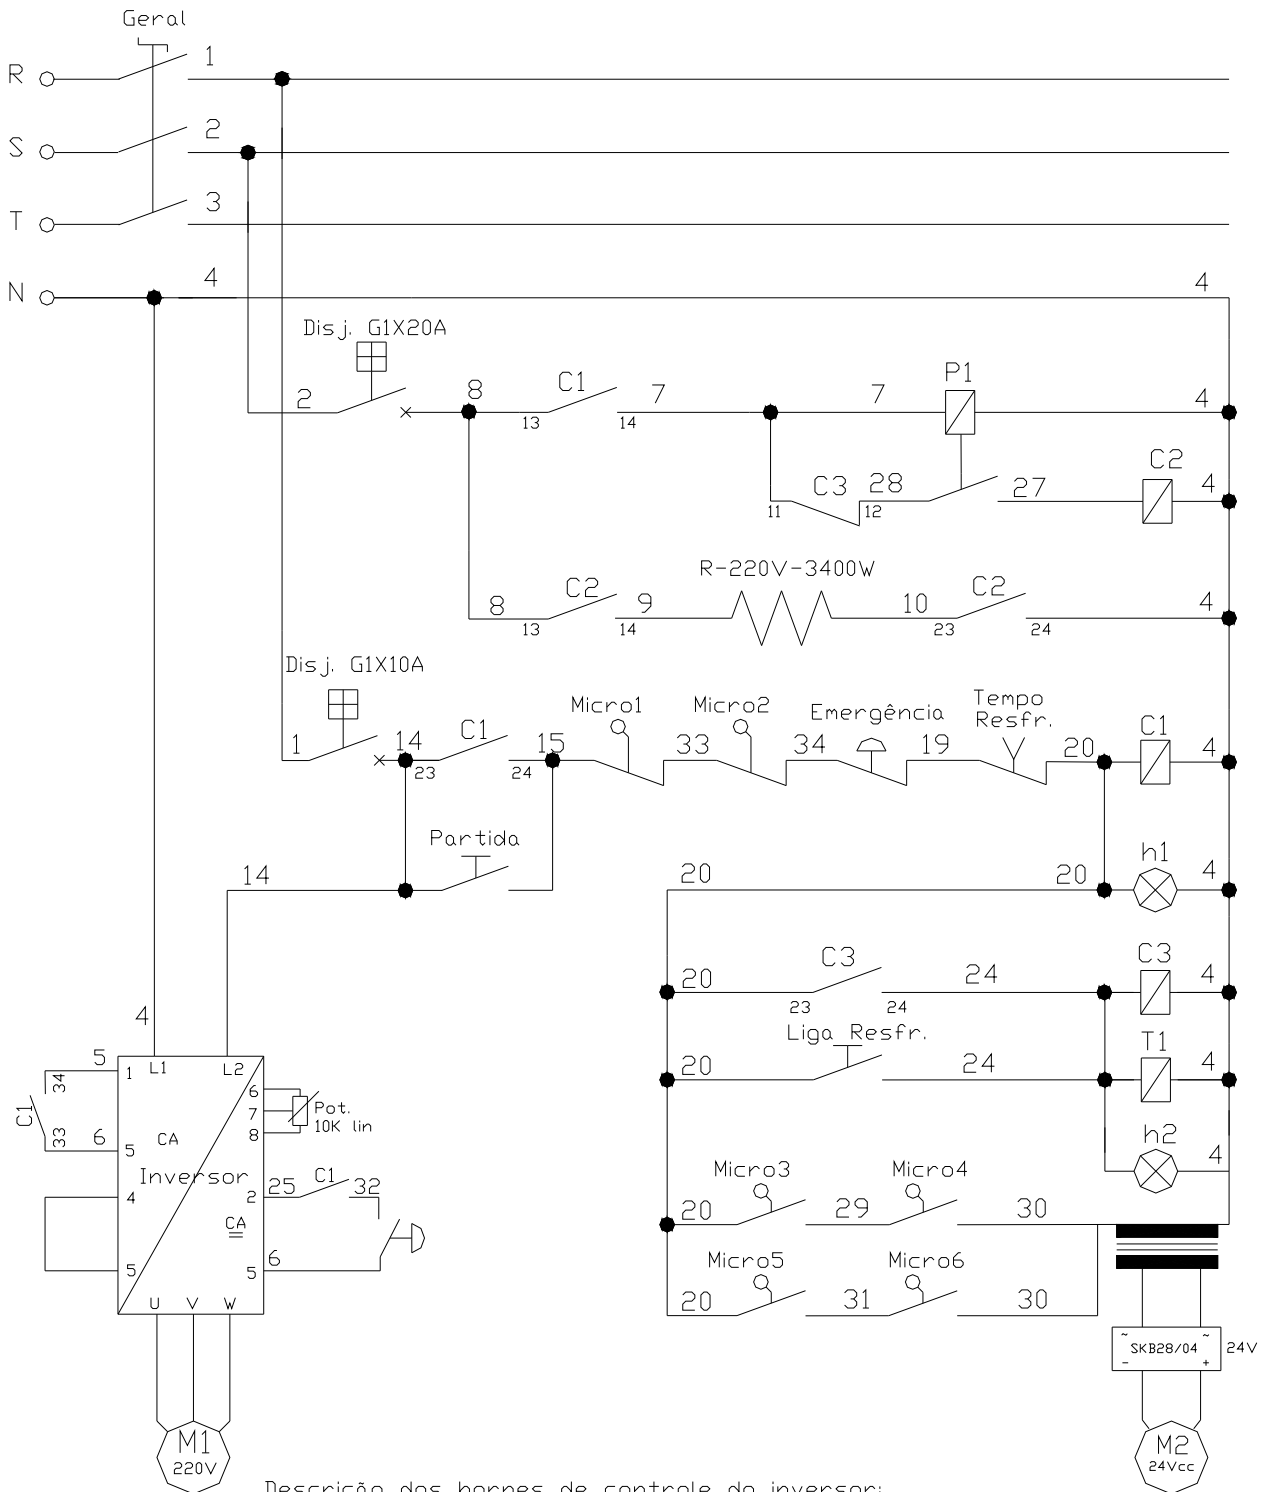 Geral
R 1
S 2
T 3
N 4 4
Disj. G1X20A
2 8 C1 7 7 P1 4
13 14
C3 28 27 C2 4
11 12
R-220V-3400W
8 C2 9 10 C2 4
13 14 23 24
Disj. G1X10A
1 14 C1 15 Micro1 33 Micro2 34 Emergência 19 Tempo
Resfr. 20 C1 4
23 24
Partida
14
20 20 h1 4
20 C3 24 C3 4
23 24
Liga Resfr.
20 24 T1 4
h2 4
Micro3 Micro4
20 29 30
Micro5 Micro6
20 31 30
4
5 1 L1 L2
34
C1
33
6 5
CA
Inversor
4
5
6
7
8
Pot.
10K lin
25 C1 32
2
CA
6
5
U V W
M1
220V
~ ~
SKB28/04
- +
24V
M2
24Vcc
Descrição dos bornes de controle do inversor: